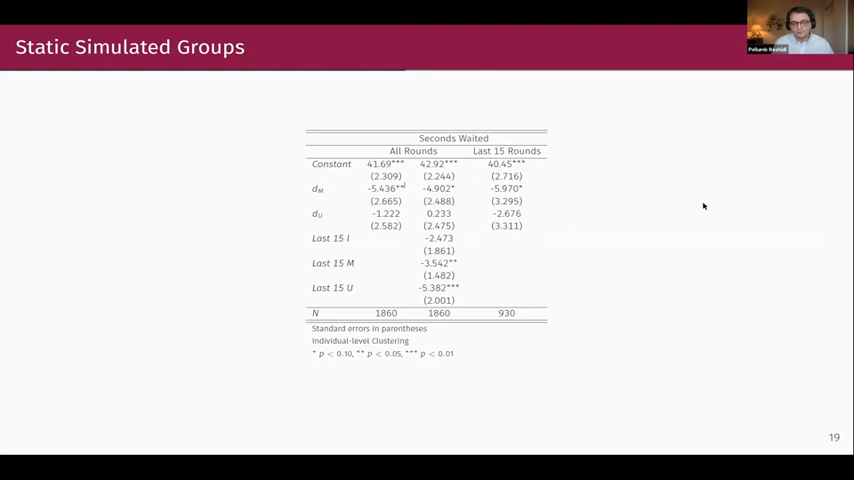 Static Simulated Groups
Pellumb Reshidi
Seconds Waited
All Rounds Last 15 Rounds
Constant 41.69*** 42.92*** 40.45***
(2.309) (2.244) (2.716)
dM -5.436** -4.902* -5.970*
(2.665) (2.488) (3.295)
dU -1.222 0.233 -2.676
(2.582) (2.475) (3.311)
Last 15 I -2.473
(1.861)
Last 15 M -3.542**
(1.482)
Last 15 U -5.382***
(2.001)
N 1860 1860 930
Standard errors in parentheses
Individual-level Clustering
* p < 0.10, ** p < 0.05, *** p < 0.01
19